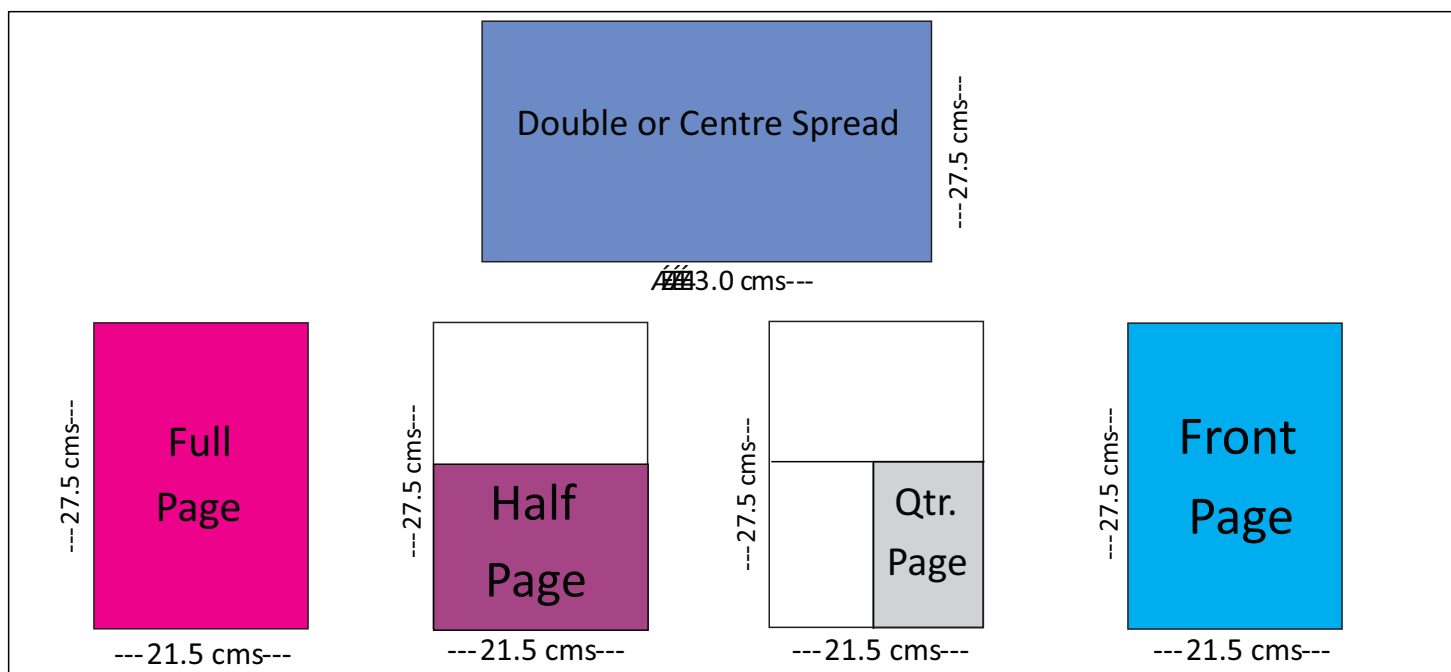 Double or Centre Spread
---27.5 cms---
3.0 cms---
Full
Page
---27.5 cms---
---21.5 cms---
Half
Page
---27.5 cms---
---21.5 cms---
Qtr.
Page
---27.5 cms---
---21.5 cms---
Front
Page
---27.5 cms---
---21.5 cms---